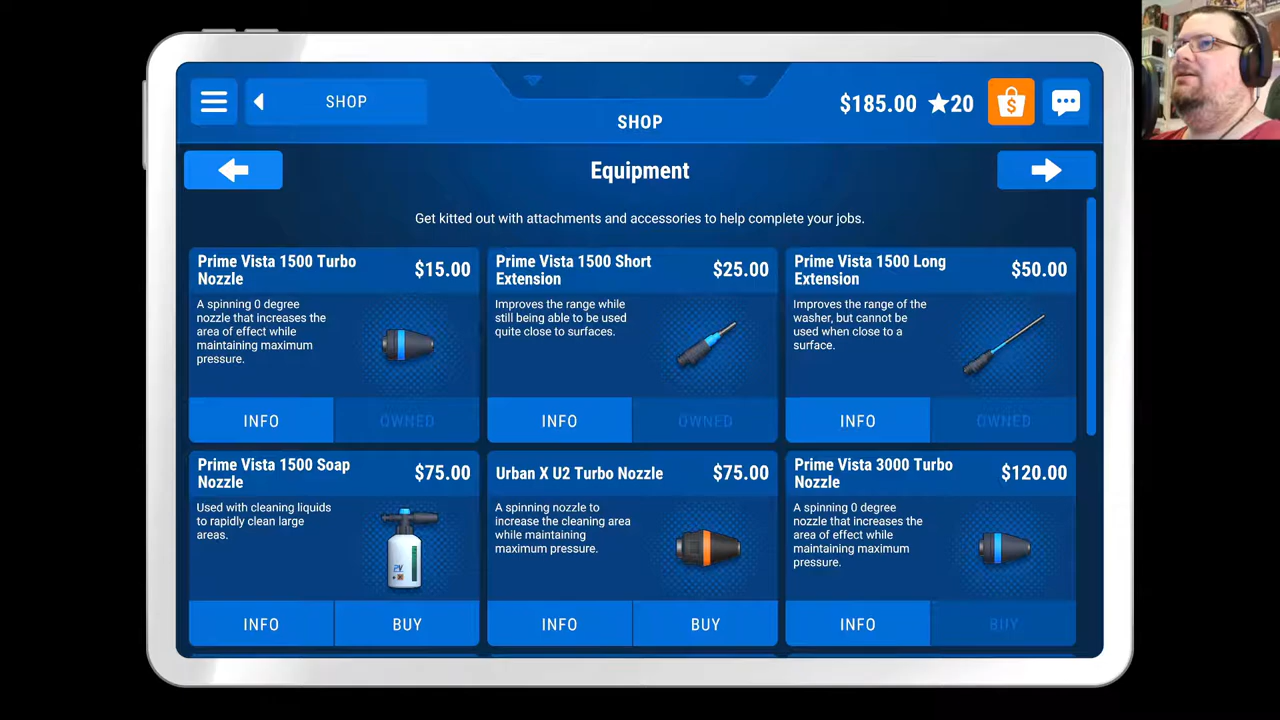 SHOP
$185.00 ★20
SHOP
Equipment
Get kitted out with attachments and accessories to help complete your jobs.
Prime Vista 1500 Turbo
Nozzle
$15.00
A spinning 0 degree
nozzle that increases the
area of effect while
maintaining maximum
pressure.
INFO
OWNED
Prime Vista 1500 Short
Extension
$25.00
Improves the range while
still being able to be used
quite close to surfaces.
INFO
OWNED
Prime Vista 1500 Long
Extension
$50.00
Improves the range of the
washer, but cannot be
used when close to a
surface.
INFO
OWNED
Prime Vista 1500 Soap
Nozzle
$75.00
Used with cleaning liquids
to rapidly clean large
areas.
PV
INFO
BUY
Urban X U2 Turbo Nozzle
$75.00
A spinning nozzle to
increase the cleaning area
while maintaining
maximum pressure.
INFO
BUY
Prime Vista 3000 Turbo
Nozzle
$120.00
A spinning 0 degree
nozzle that increases the
area of effect while
maintaining maximum
pressure.
INFO
BUY